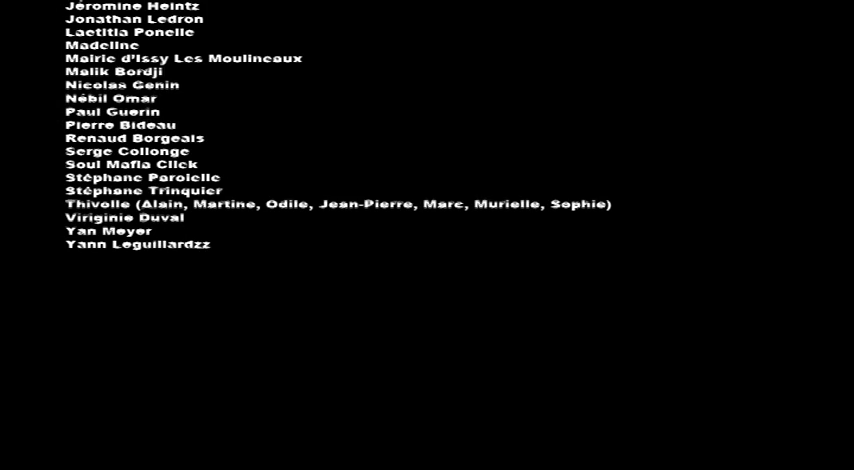 Jéromine Heintz
Jonathan Ledron
Laetitia Ponelle
Madeline
Mairie d'Issy Les Moulineaux
Malik Bordji
Nicolas Genin
Nébil Omar
Paul Guerin
Pierre Bideau
Renaud Borgeais
Serge Collonge
Soul Mafia Click
Stéphane Parolelle
Stéphane Trinquier
Thivolle (Alain, Martine, Odile, Jean-Pierre, Marc, Murielle, Sophie)
Viriginie Duval
Yan Meyer
Yann Leguillardzz